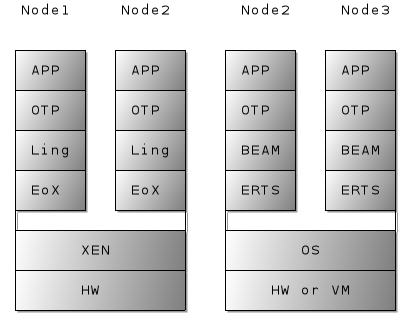 Node1 Node2 Node2 Node3
APP APP APP APP
OTP OTP OTP OTP
Ling Ling BEAM BEAM
EoX EoX ERTS ERTS
XEN OS
HW HW or VM